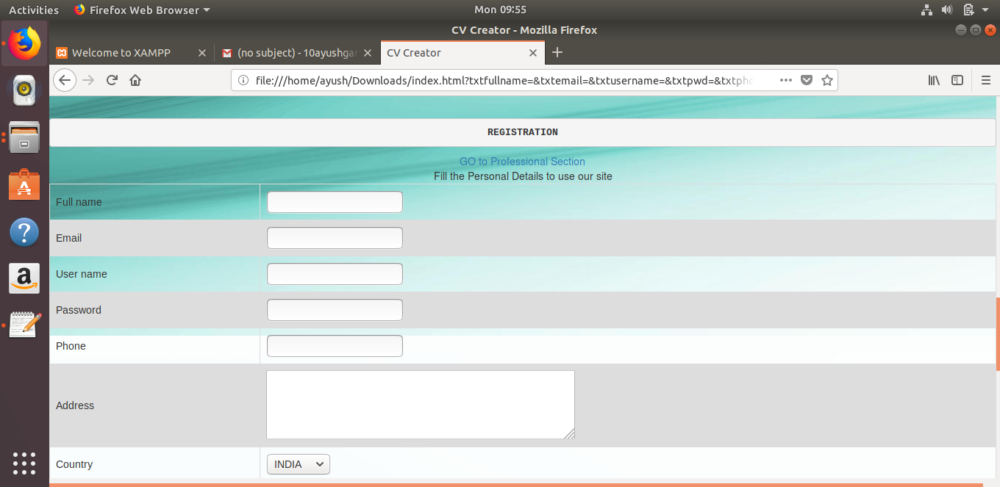 Activities Firefox Web Browser Mon 09:55
CV Creator - Mozilla Firefox
Welcome to XAMPP (no subject) - 10ayushgar CV Creator
file:///home/ayush/Downloads/index.html?txtfullname=&txtemail=&txtusername=&txtpwd=&txtpho
REGISTRATION
GO to Professional Section
Fill the Personal Details to use our site
Full name
Email
User name
Password
Phone
Address
Country INDIA